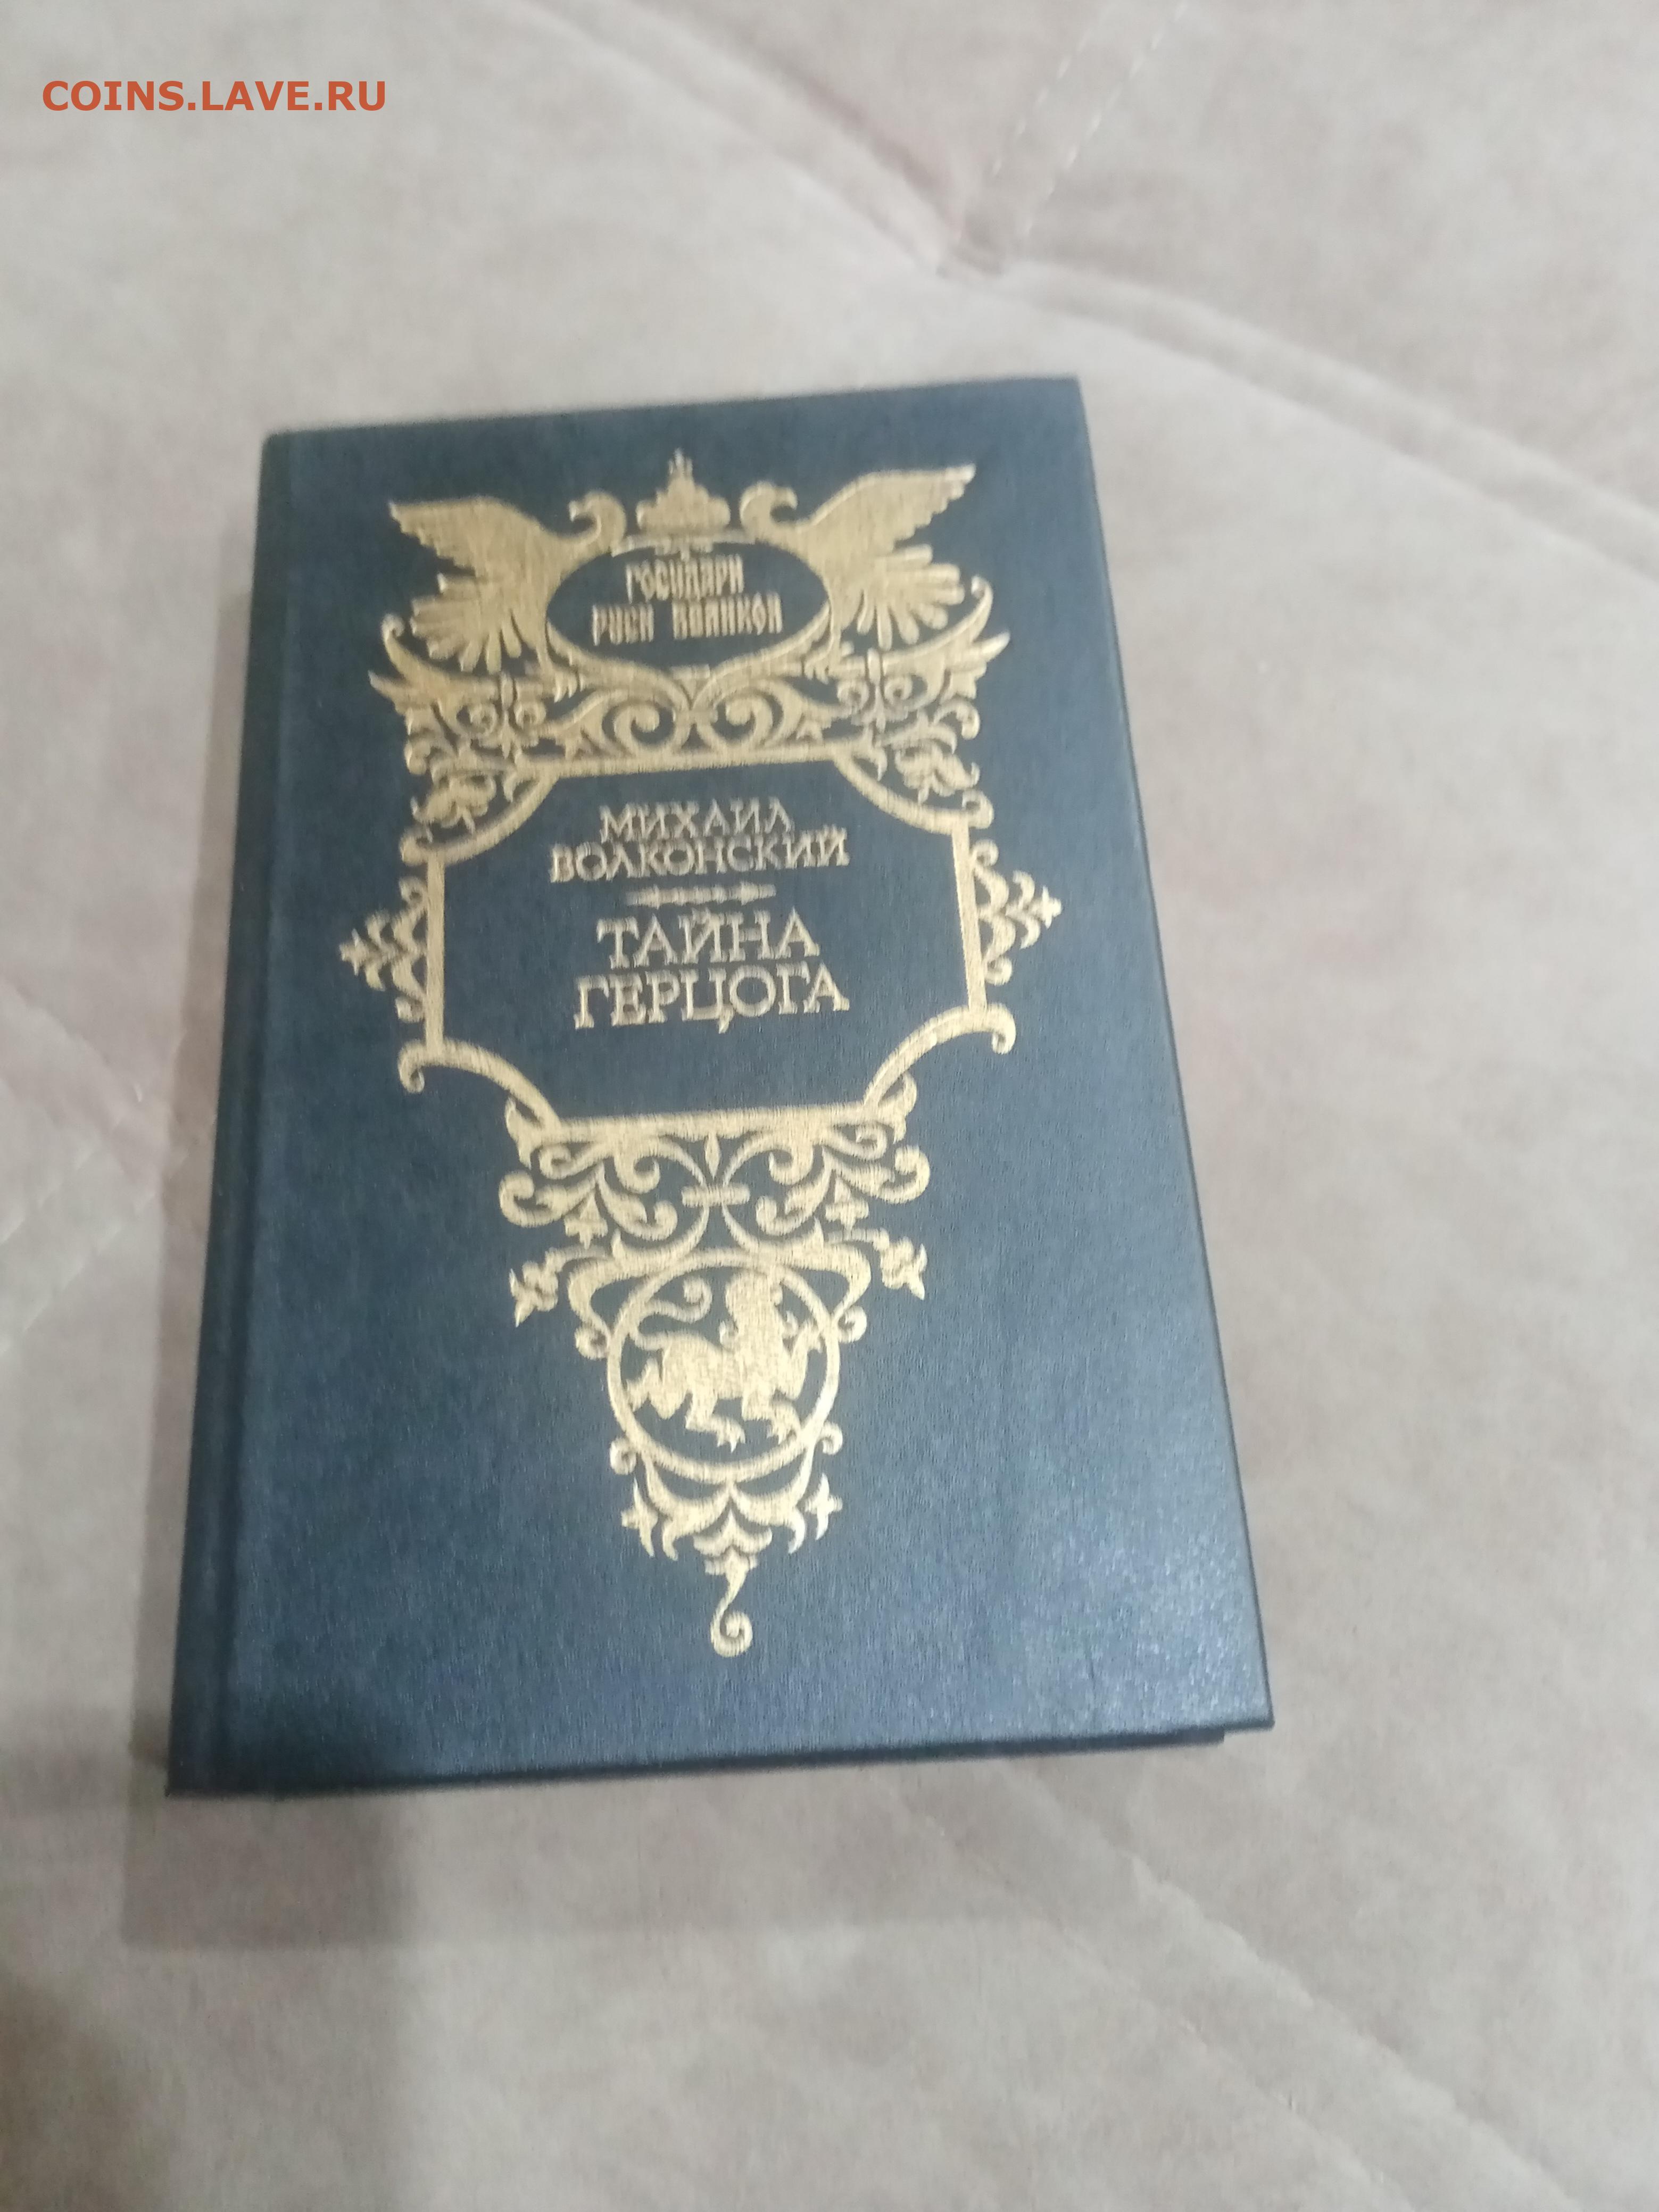 COINS.LAVE.RU
ГОСУДАРИ
РУСИ ВЕЛИКОЙ
МИХАИЛ
ВОЛКОНСКИЙ
ТАЙНА
ГЕРЦОГА